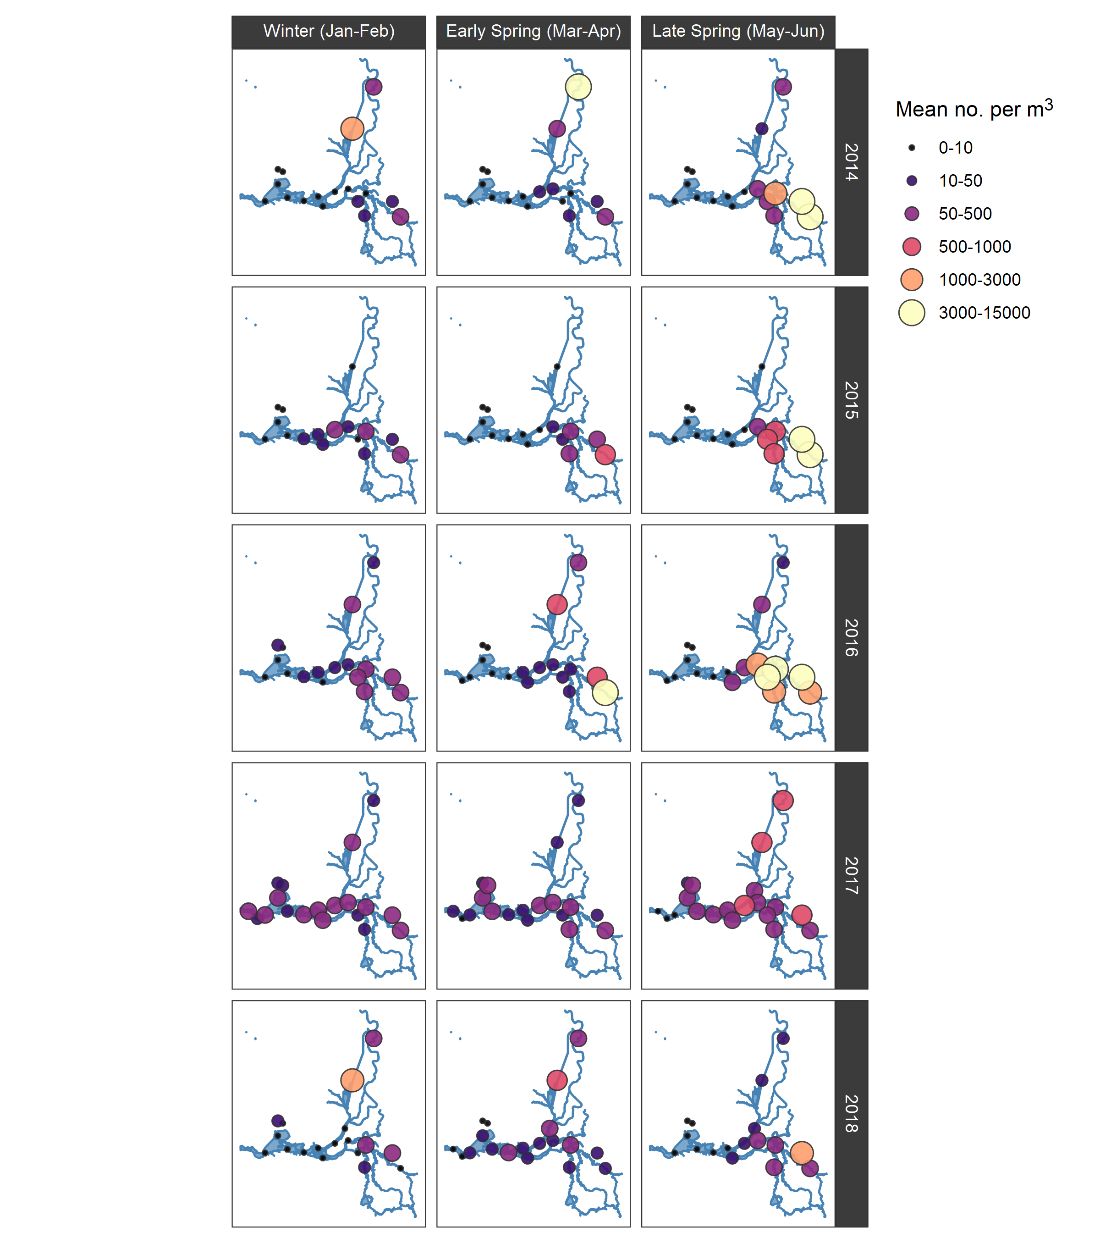 Winter (Jan-Feb)
Early Spring (Mar-Apr)
Late Spring (May-Jun)
Mean no. per m3
0-10
10-50
50-500
500-1000
1000-3000
3000-15000
2014
2015
2016
2017
2018